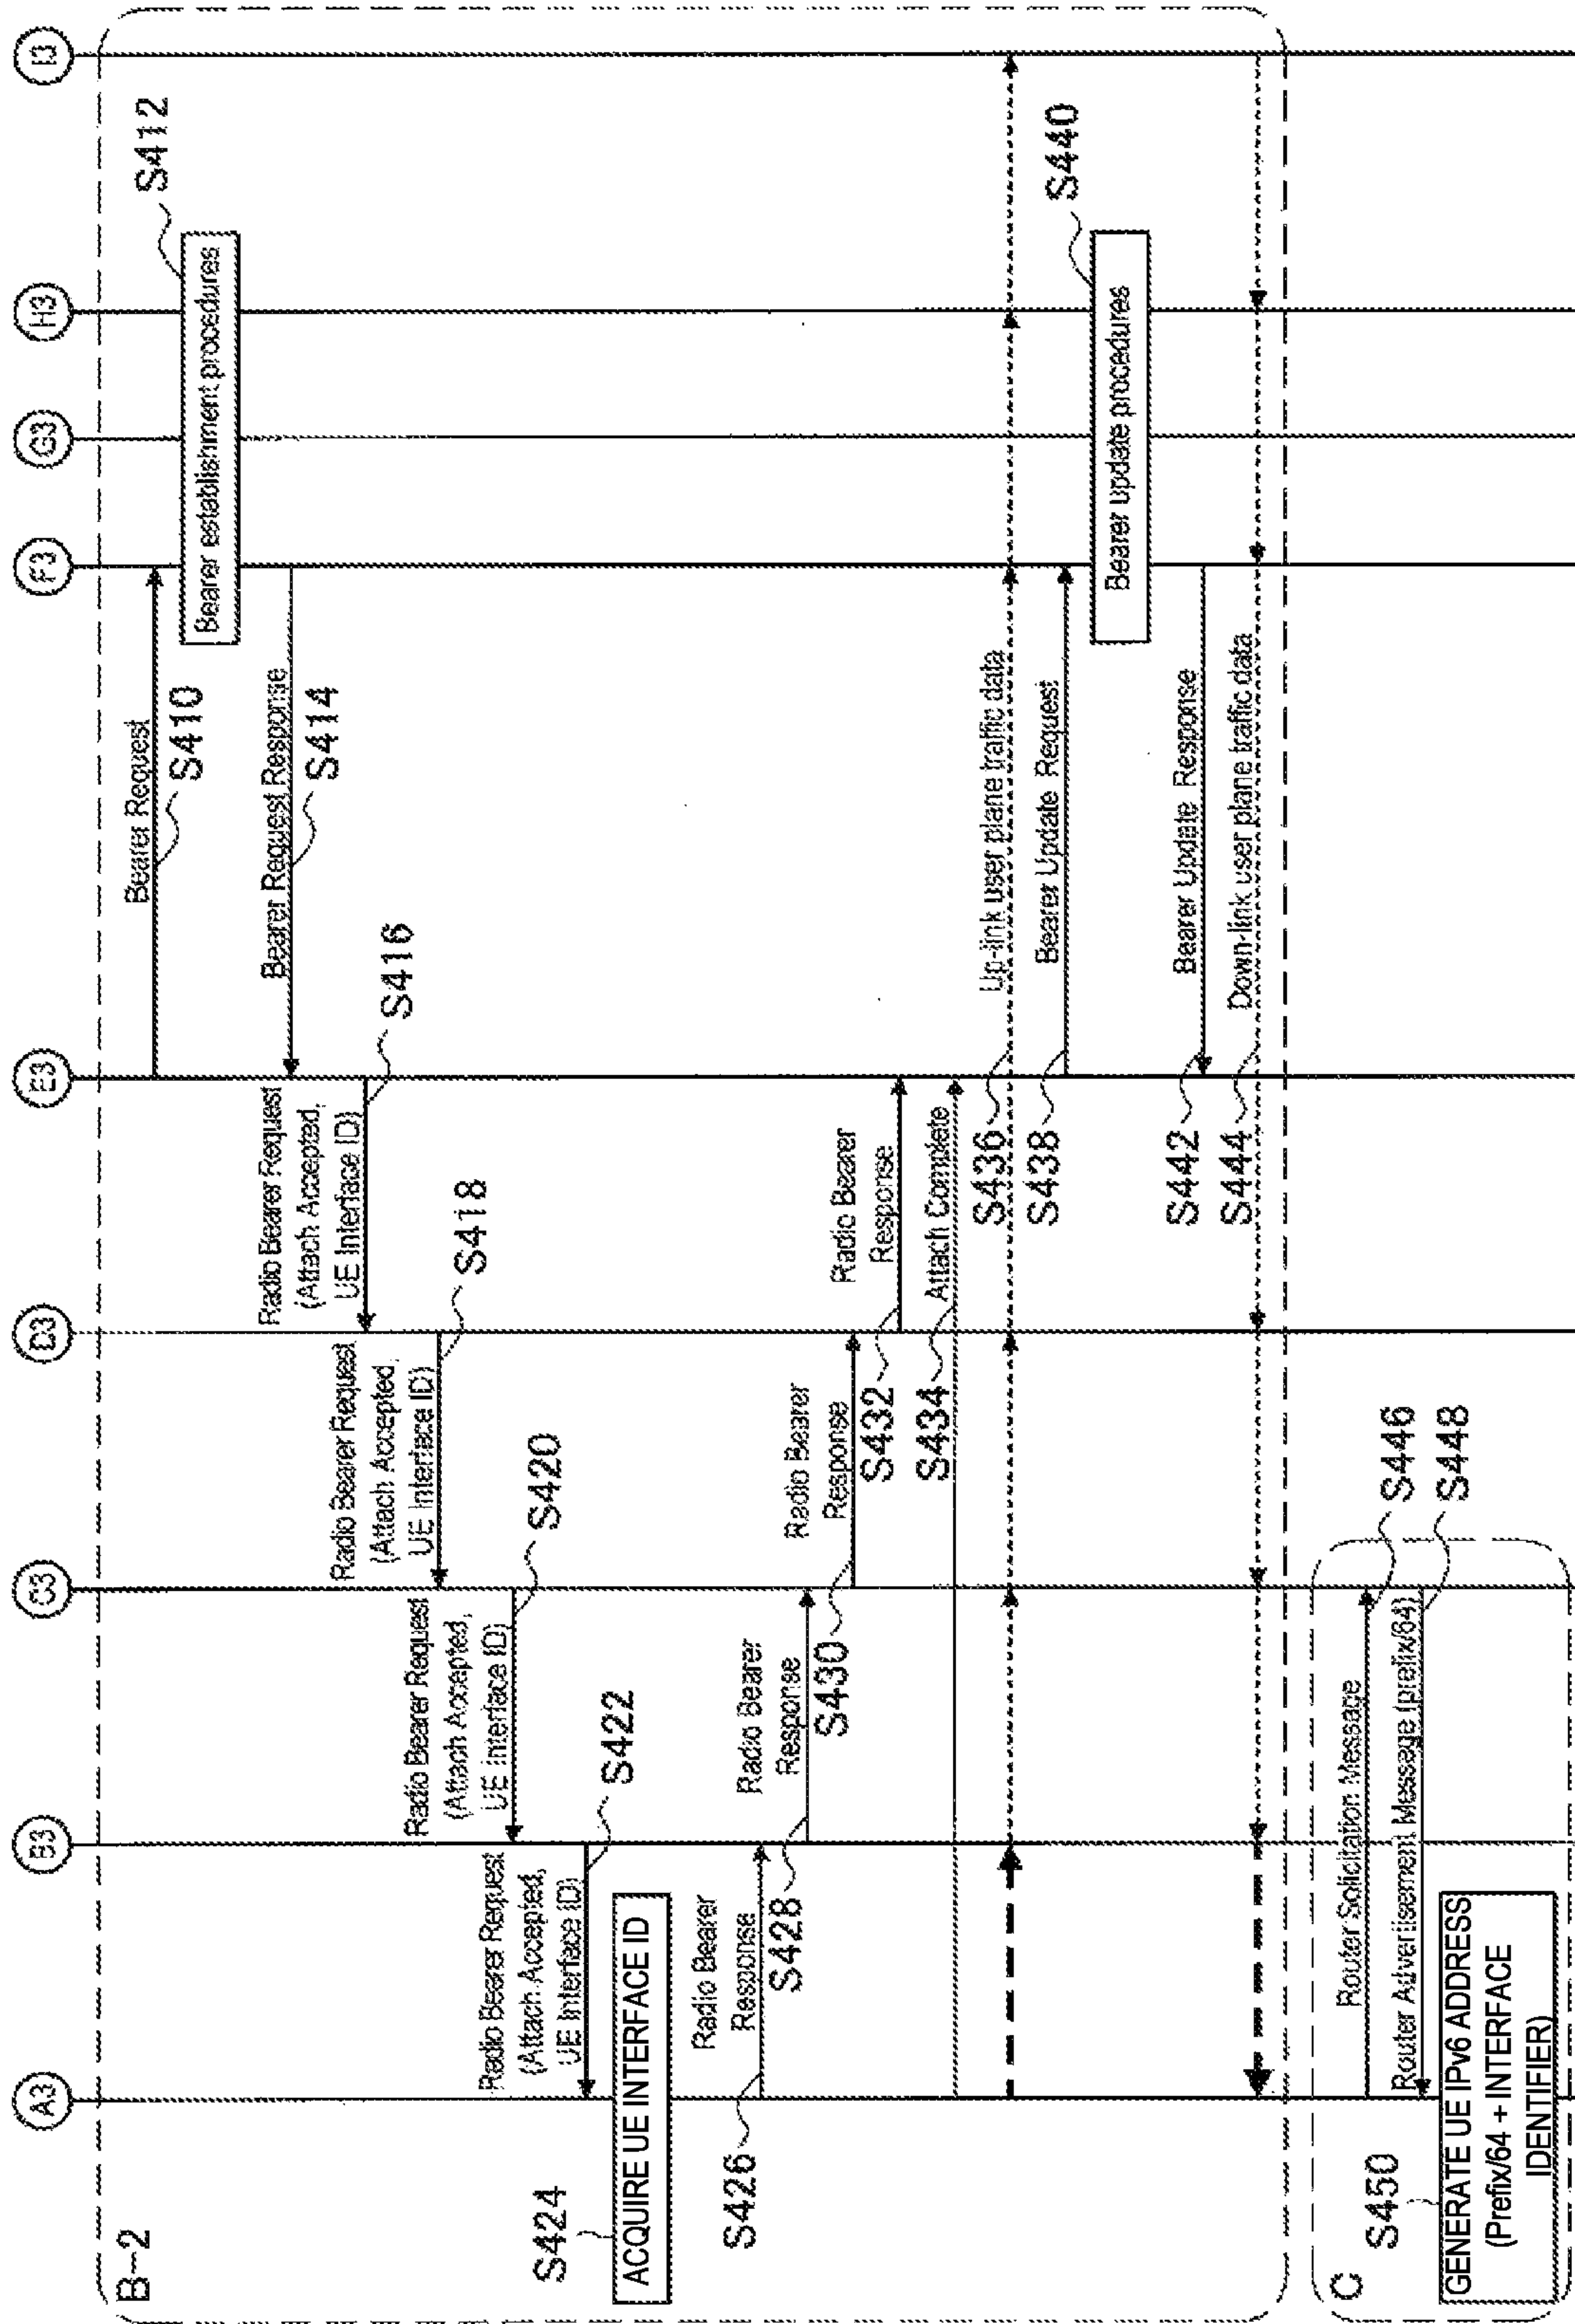 A3
B3
C3
D3
E3
F3
G3
H3
I3
B-2
Bearer Request
S410
Bearer establishment procedures
S412
Bearer Request Response
S414
Radio Bearer Request
(Attach Accepted,
UE Interface ID)
S416
Radio Bearer Request
(Attach Accepted,
UE Interface ID)
S418
Radio Bearer Request
(Attach Accepted,
UE Interface ID)
S420
Radio Bearer Request
(Attach Accepted,
UE Interface ID)
S422
S424
ACQUIRE UE INTERFACE ID
Radio Bearer
Response
S426
Radio Bearer
Response
S428
Radio Bearer
Response
S430
Radio Bearer
Response
S432
Attach Complete
S434
Up-link user plane traffic data
S436
Bearer Update Request
S438
Bearer update procedures
S440
Bearer Update Response
S442
Down-link user plane traffic data
S444
C
Router Solicitation Message
S446
Router Advertisement Message (prefix/64)
S448
S450
GENERATE UE IPv6 ADDRESS
(Prefix/64 + INTERFACE
IDENTIFIER)